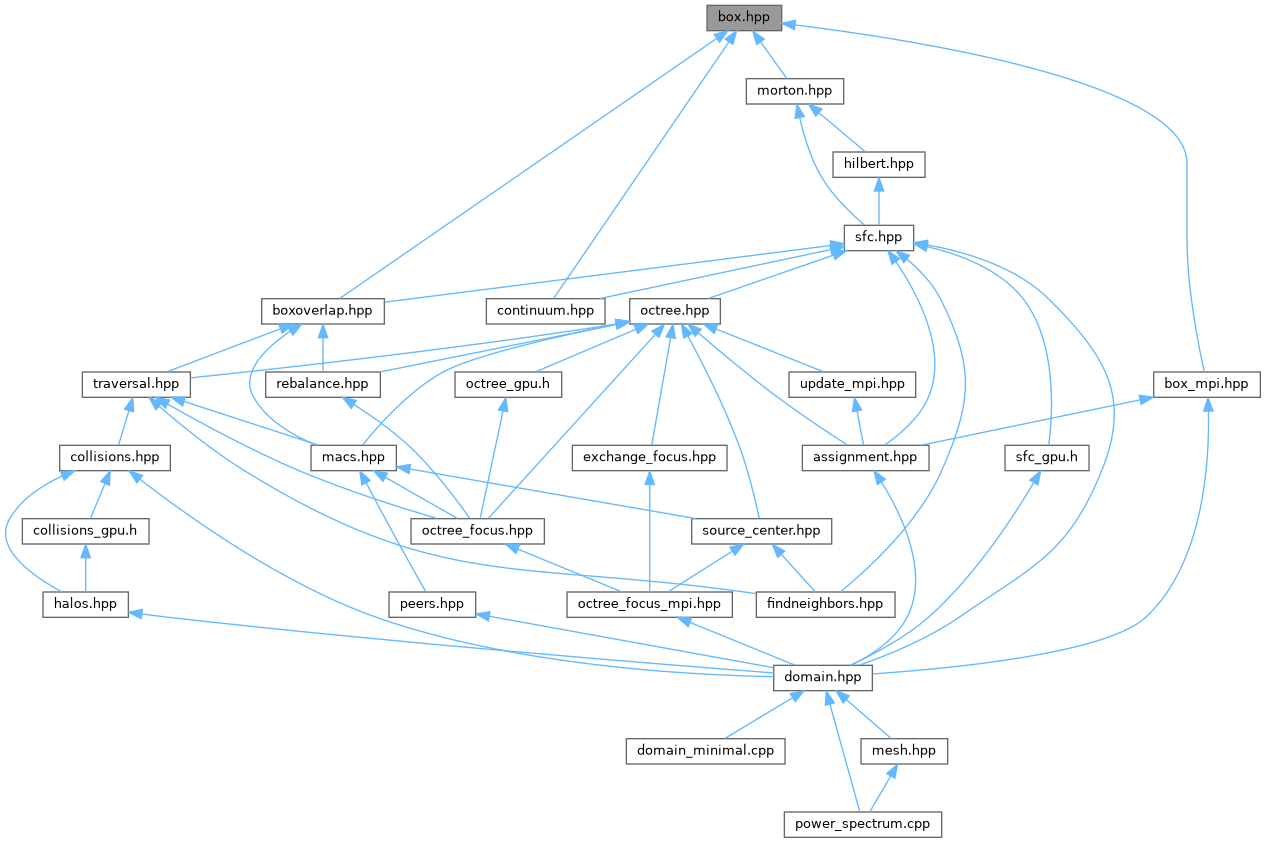 box.hpp
morton.hpp
hilbert.hpp
sfc.hpp
boxoverlap.hpp
continuum.hpp
octree.hpp
traversal.hpp
rebalance.hpp
octree_gpu.h
update_mpi.hpp
box_mpi.hpp
collisions.hpp
macs.hpp
exchange_focus.hpp
assignment.hpp
sfc_gpu.h
collisions_gpu.h
octree_focus.hpp
source_center.hpp
halos.hpp
peers.hpp
octree_focus_mpi.hpp
findneighbors.hpp
domain.hpp
domain_minimal.cpp
mesh.hpp
power_spectrum.cpp